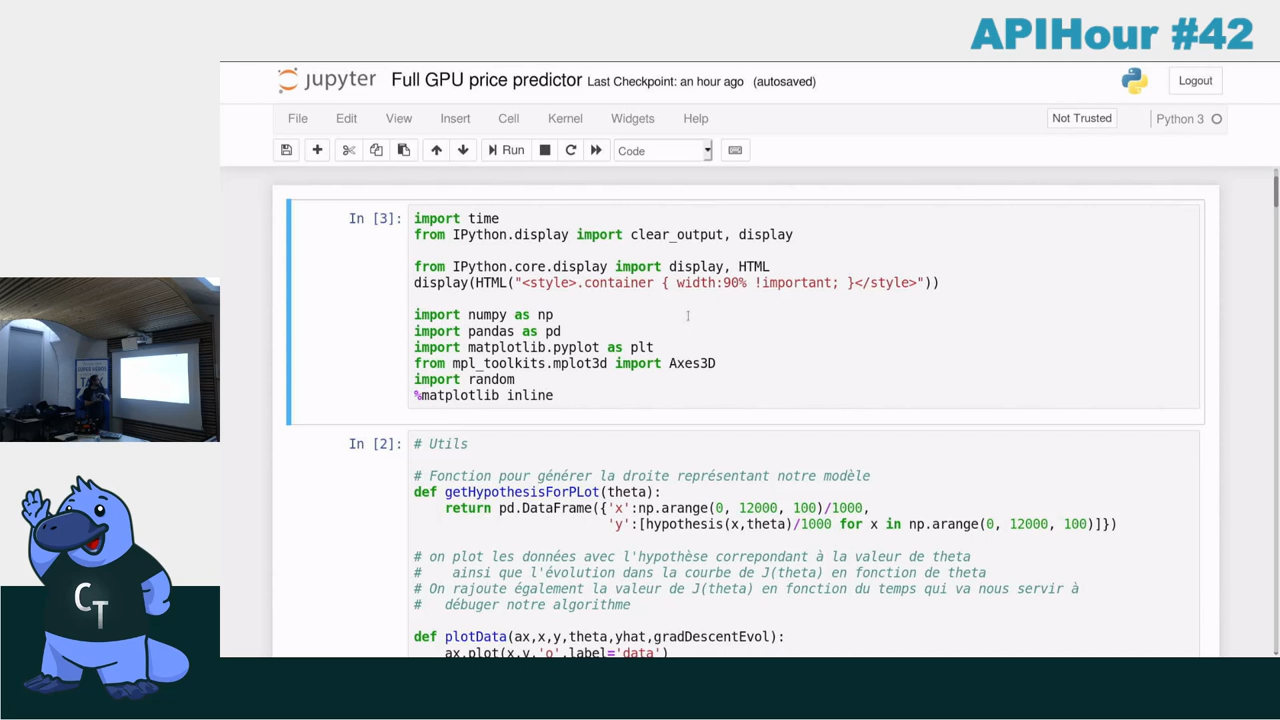 APIHour #42
jupyter Full GPU price predictor Last Checkpoint: an hour ago (autosaved) Logout
File Edit View Insert Cell Kernel Widgets Help Not Trusted Python 3
Run Code
In [3]: import time
from IPython.display import clear_output, display
from IPython.core.display import display, HTML
display(HTML("<style>.container { width:90% !important; }</style>"))
import numpy as np
import pandas as pd
import matplotlib.pyplot as plt
from mpl_toolkits.mplot3d import Axes3D
import random
%matplotlib inline
In [2]: # Utils
# Fonction pour générer la droite représentant notre modèle
def getHypothesisForPLot(theta):
return pd.DataFrame({'x':np.arange(0, 12000, 100)/1000,
'y':[hypothesis(x,theta)/1000 for x in np.arange(0, 12000, 100)]})
# on plot les données avec l'hypothèse correpondant à la valeur de theta
# ainsi que l'évolution dans la courbe de J(theta) en fonction de theta
# On rajoute également la valeur de J(theta) en fonction du temps qui va nous servir à
# débuger notre algorithme
def plotData(ax,x,y,theta,yhat,gradDescentEvol):
ax.plot(x,y,'o',label='data')
CT